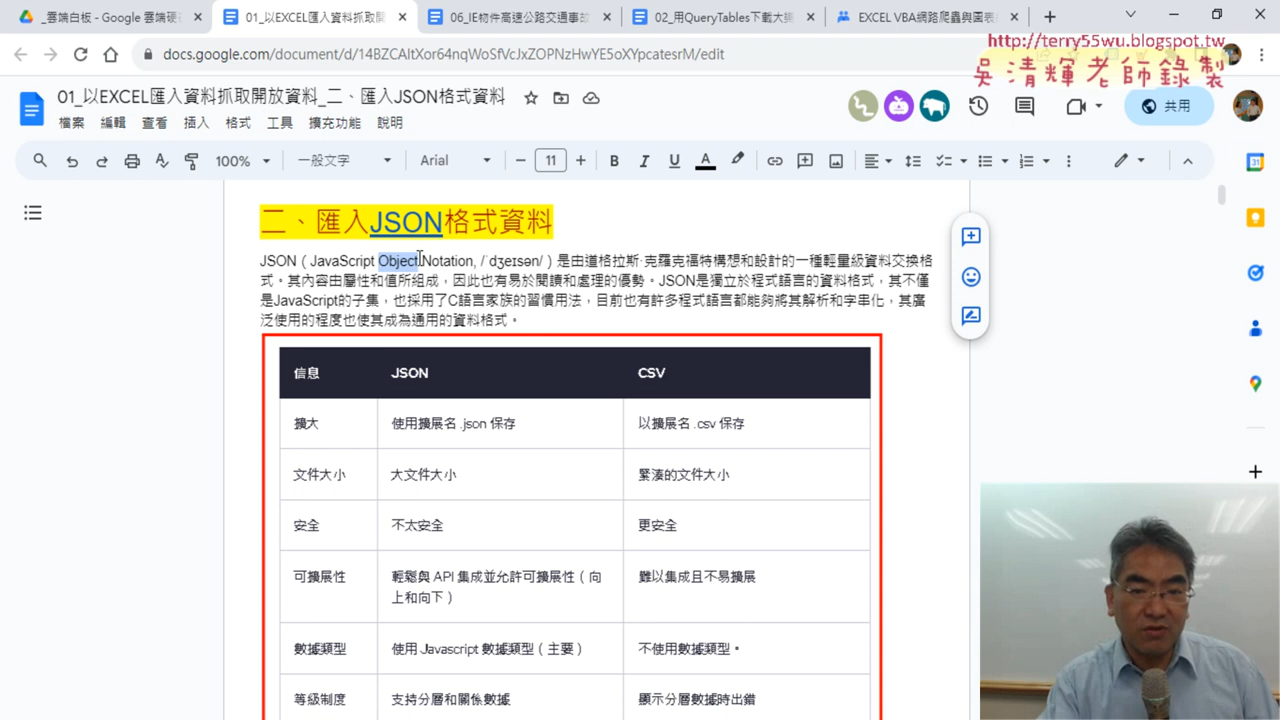 _雲端白板 - Google 雲端硬
01_以EXCEL匯入資料抓取開
06_IE物件高速公路交通事故
02_用QueryTables下載大
EXCEL VBA網路爬蟲與圖表
docs.google.com/document/d/14BZCAltXor64nqWoSfVcJxZOPNzHwYE5oXYpcatesrM/edit
http://terry55wu.blogspot.tw
吳清輝老師錄製
01_以EXCEL匯入資料抓取開放資料_二、匯入JSON格式資料
共用
檔案 編輯 查看 插入 格式 工具 擴充功能 說明
100% 一般文字 Arial 11 B I U A
二、匯入JSON格式資料
JSON（JavaScript Object Notation, /ˈdʒeɪsən/）是由道格拉斯·克羅克福特構想和設計的一種輕量級資料交換格
式。其內容由屬性和值所組成，因此也有易於閱讀和處理的優勢。JSON是獨立於程式語言的資料格式，其不僅
是JavaScript的子集，也採用了C語言家族的習慣用法，目前也有許多程式語言都能夠將其解析和字串化，其廣
泛使用的程度也使其成為通用的資料格式。
信息 JSON CSV
擴大 使用擴展名 .json 保存 以擴展名 .csv 保存
文件大小 大文件大小 緊湊的文件大小
安全 不太安全 更安全
可擴展性 輕鬆與 API 集成並允許可擴展性（向 難以集成且不易擴展
上和向下）
數據類型 使用 Javascript 數據類型（主要） 不使用數據類型。
等級制度 支持分層和關係數據 顯示分層數據時出錯